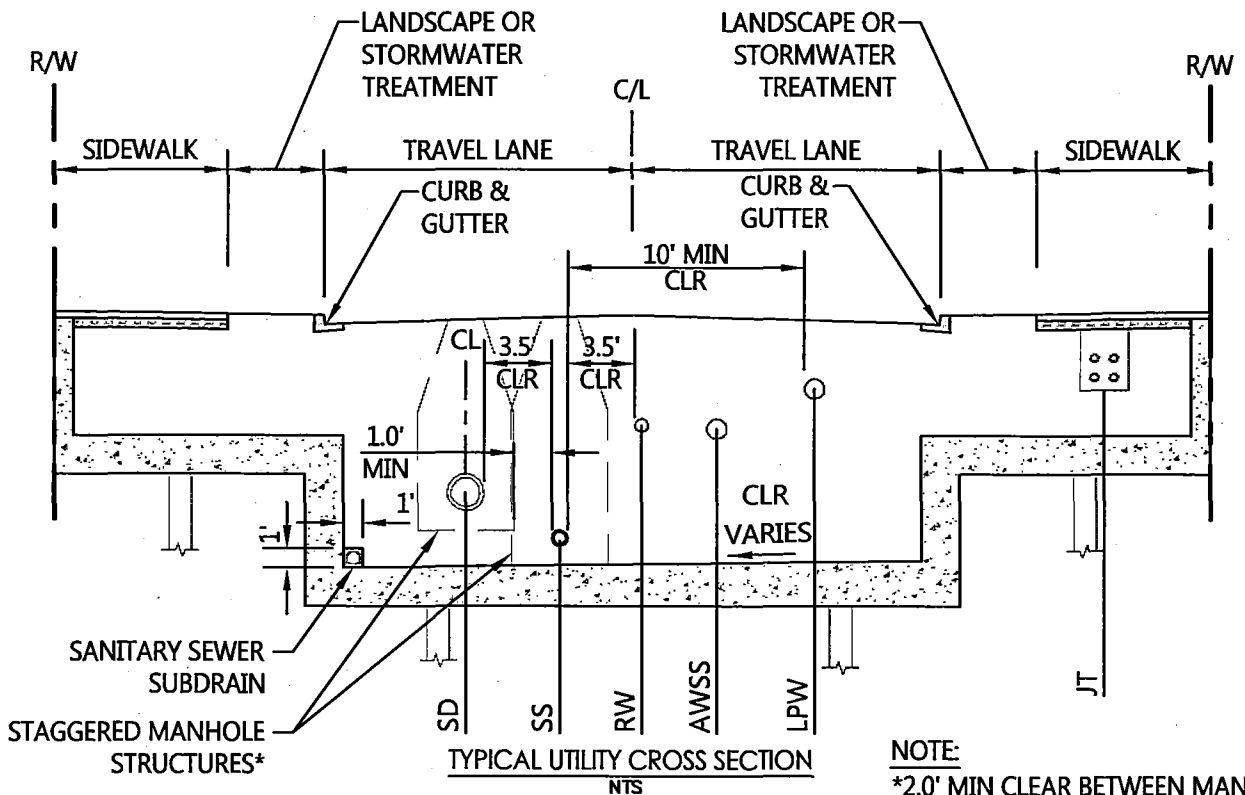 LANDSCAPE OR
STORMWATER
TREATMENT
LANDSCAPE OR
STORMWATER
TREATMENT
R/W
C/L
R/W
SIDEWALK
TRAVEL LANE
TRAVEL LANE
SIDEWALK
CURB &
GUTTER
CURB &
GUTTER
10' MIN
CLR
CL
3.5'
CLR
3.5'
CLR
1.0'
MIN
1'
1'
CLR
VARIES
SANITARY SEWER
SUBDRAIN
STAGGERED MANHOLE
STRUCTURES*
SD
SS
RW
AWSS
LPW
JT
TYPICAL UTILITY CROSS SECTION
NTS
NOTE:
*2.0' MIN CLEAR BETWEEN MAN